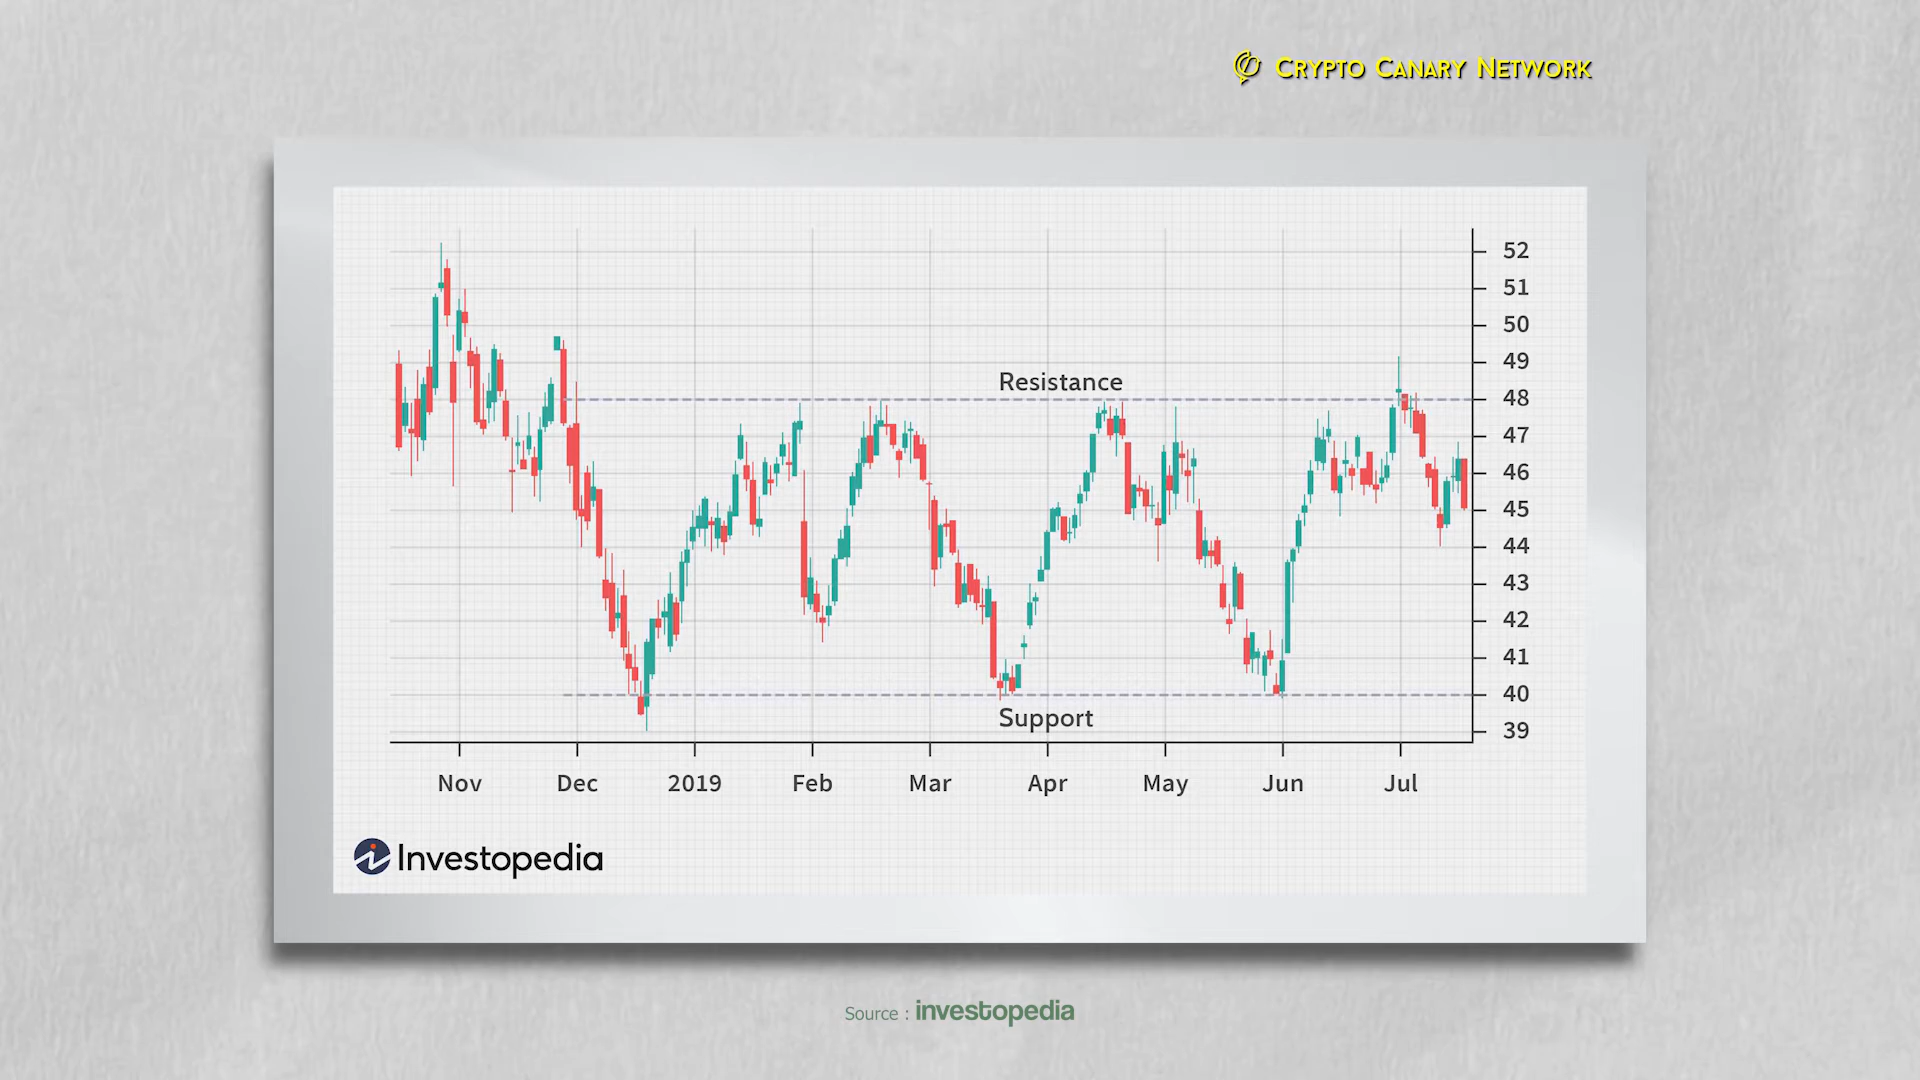 Crypto Canary Network
52
51
50
49
Resistance
48
47
46
45
44
43
42
41
40
Support
39
Nov Dec 2019 Feb Mar Apr May Jun Jul
Investopedia
Source : investopedia